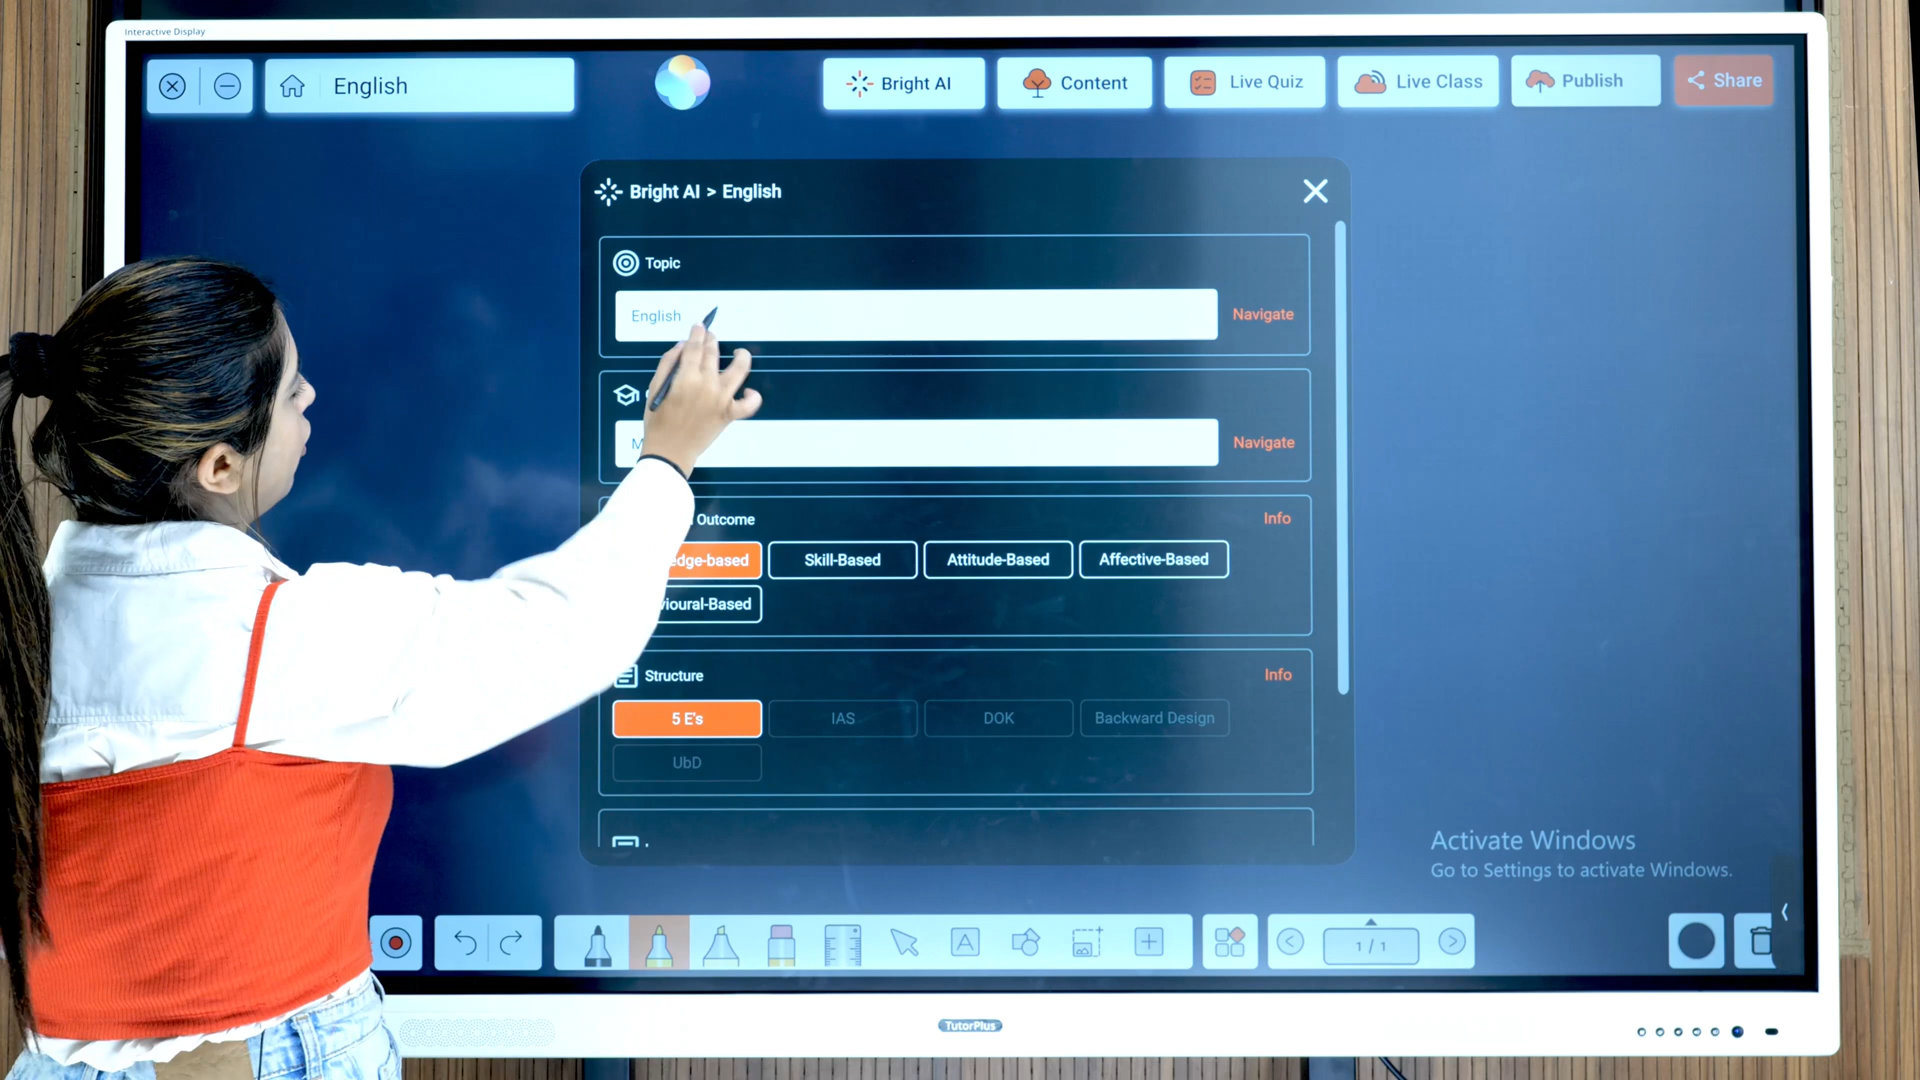 Interactive Display
English
Bright AI
Content
Live Quiz
Live Class
Publish
Share
Bright AI > English
Topic
English
Navigate
Navigate
Outcome
Info
Skill-Based
Attitude-Based
Affective-Based
Structure
Info
5 E's
IAS
DOK
Backward Design
UbD
Activate Windows
Go to Settings to activate Windows.
A
1 / 1
TutorPlus